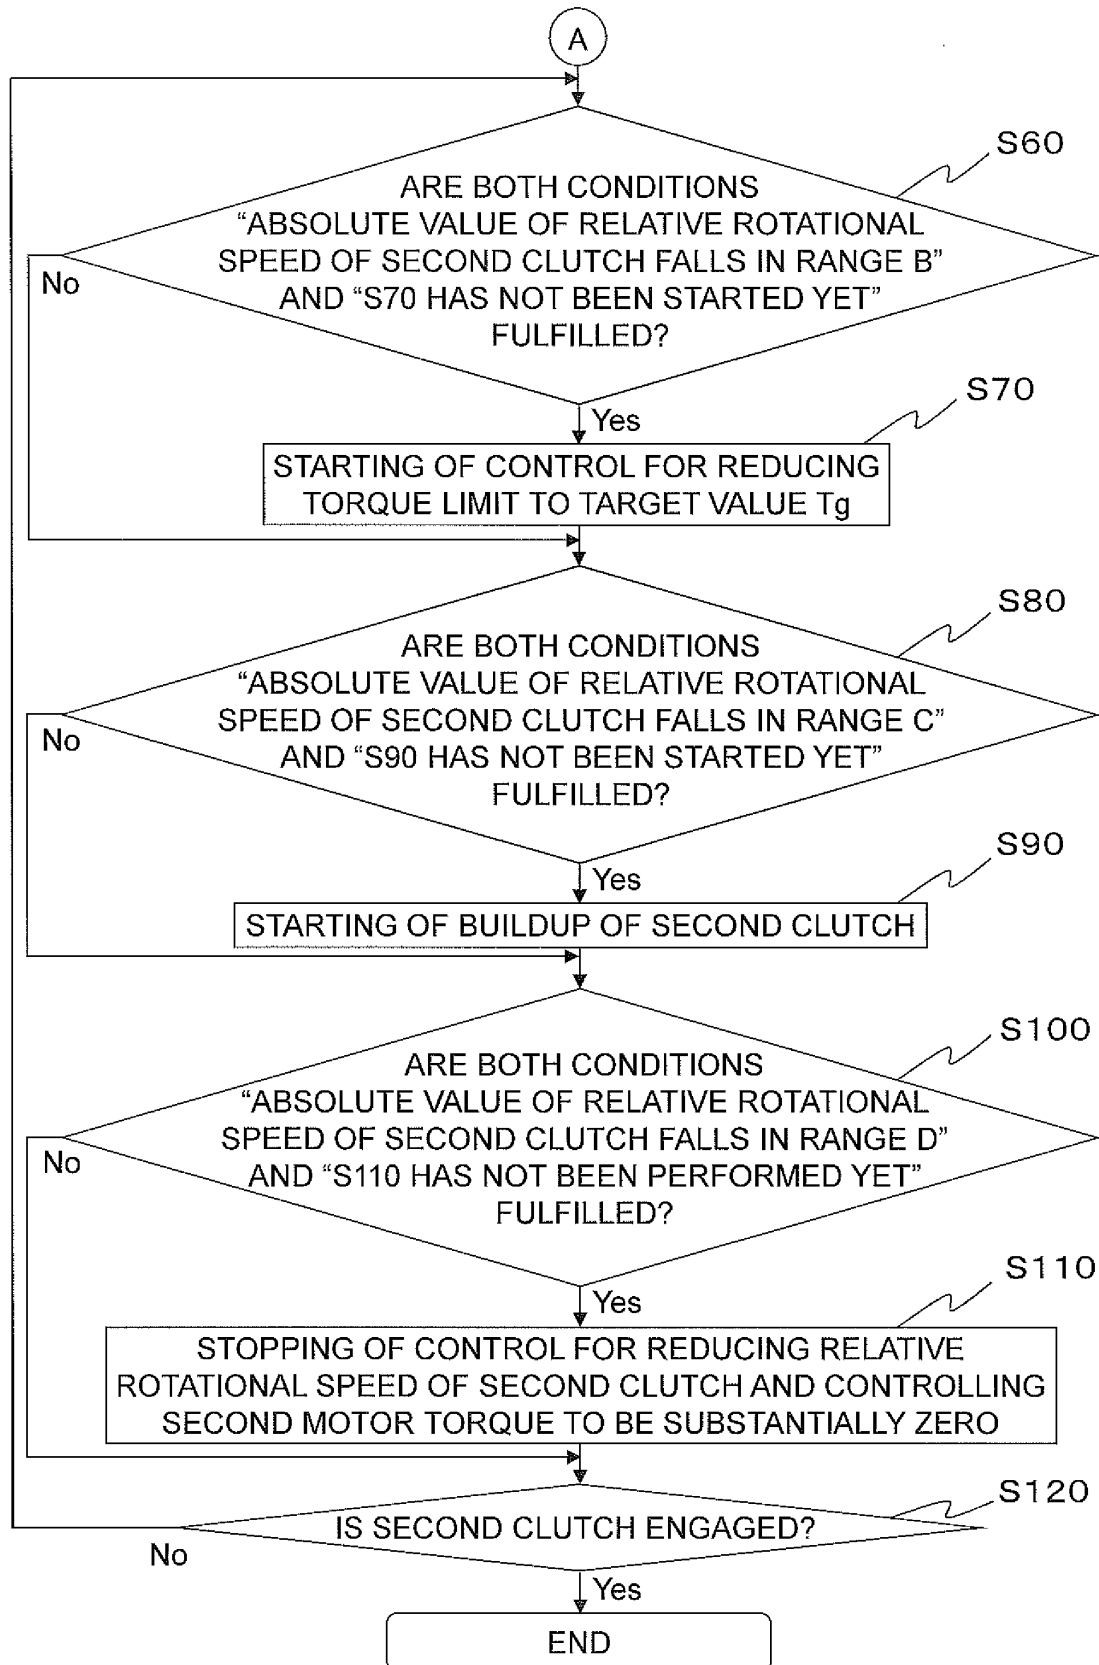 A
S60
ARE BOTH CONDITIONS
“ABSOLUTE VALUE OF RELATIVE ROTATIONAL
SPEED OF SECOND CLUTCH FALLS IN RANGE B”
AND “S70 HAS NOT BEEN STARTED YET”
FULFILLED?
No
Yes
S70
STARTING OF CONTROL FOR REDUCING
TORQUE LIMIT TO TARGET VALUE Tg
S80
ARE BOTH CONDITIONS
“ABSOLUTE VALUE OF RELATIVE ROTATIONAL
SPEED OF SECOND CLUTCH FALLS IN RANGE C”
AND “S90 HAS NOT BEEN STARTED YET”
FULFILLED?
No
Yes
S90
STARTING OF BUILDUP OF SECOND CLUTCH
S100
ARE BOTH CONDITIONS
“ABSOLUTE VALUE OF RELATIVE ROTATIONAL
SPEED OF SECOND CLUTCH FALLS IN RANGE D”
AND “S110 HAS NOT BEEN PERFORMED YET”
FULFILLED?
No
Yes
S110
STOPPING OF CONTROL FOR REDUCING RELATIVE
ROTATIONAL SPEED OF SECOND CLUTCH AND CONTROLLING
SECOND MOTOR TORQUE TO BE SUBSTANTIALLY ZERO
S120
IS SECOND CLUTCH ENGAGED?
No
Yes
END